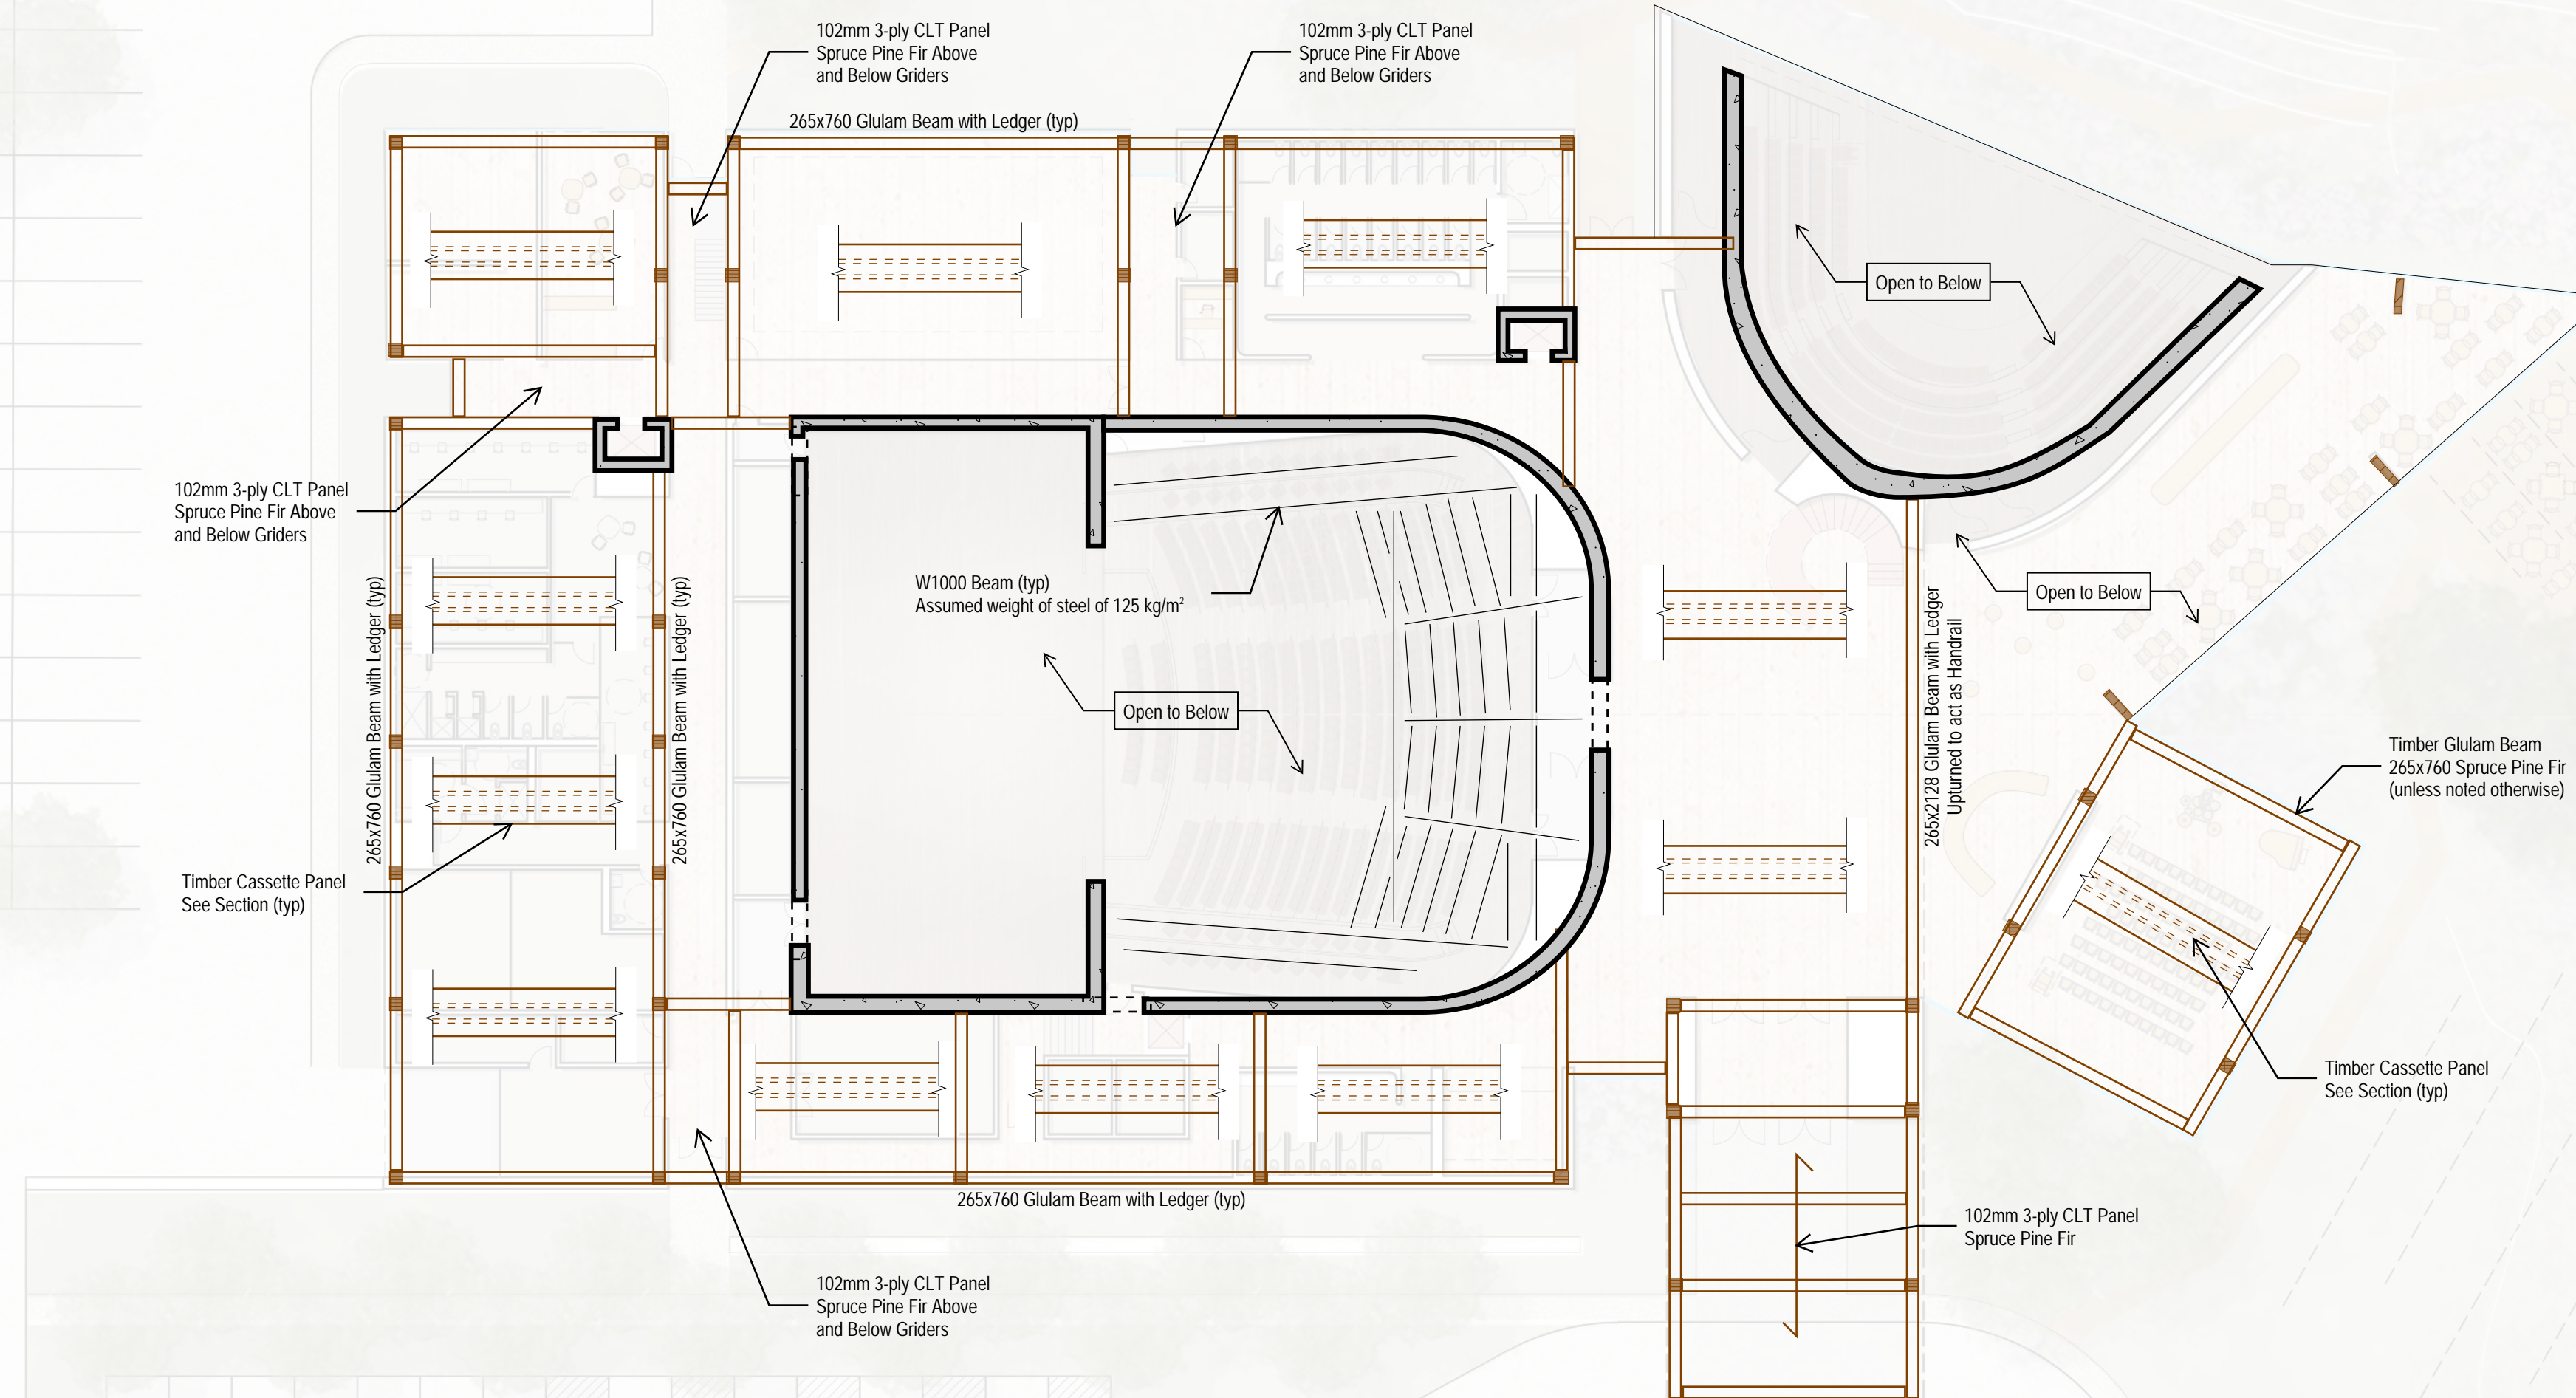 102mm 3-ply CLT Panel
Spruce Pine Fir Above
and Below Griders
102mm 3-ply CLT Panel
Spruce Pine Fir Above
and Below Griders
265x760 Glulam Beam with Ledger (typ)
Open to Below
102mm 3-ply CLT Panel
Spruce Pine Fir Above
and Below Griders
W1000 Beam (typ)
Assumed weight of steel of 125 kg/m²
Open to Below
265x760 Glulam Beam with Ledger (typ)
265x760 Glulam Beam with Ledger (typ)
Open to Below
265x2128 Glulam Beam with Ledger
Upturned to act as Handrail
Timber Glulam Beam
265x760 Spruce Pine Fir
(unless noted otherwise)
Timber Cassette Panel
See Section (typ)
Timber Cassette Panel
See Section (typ)
265x760 Glulam Beam with Ledger (typ)
102mm 3-ply CLT Panel
Spruce Pine Fir
102mm 3-ply CLT Panel
Spruce Pine Fir Above
and Below Griders